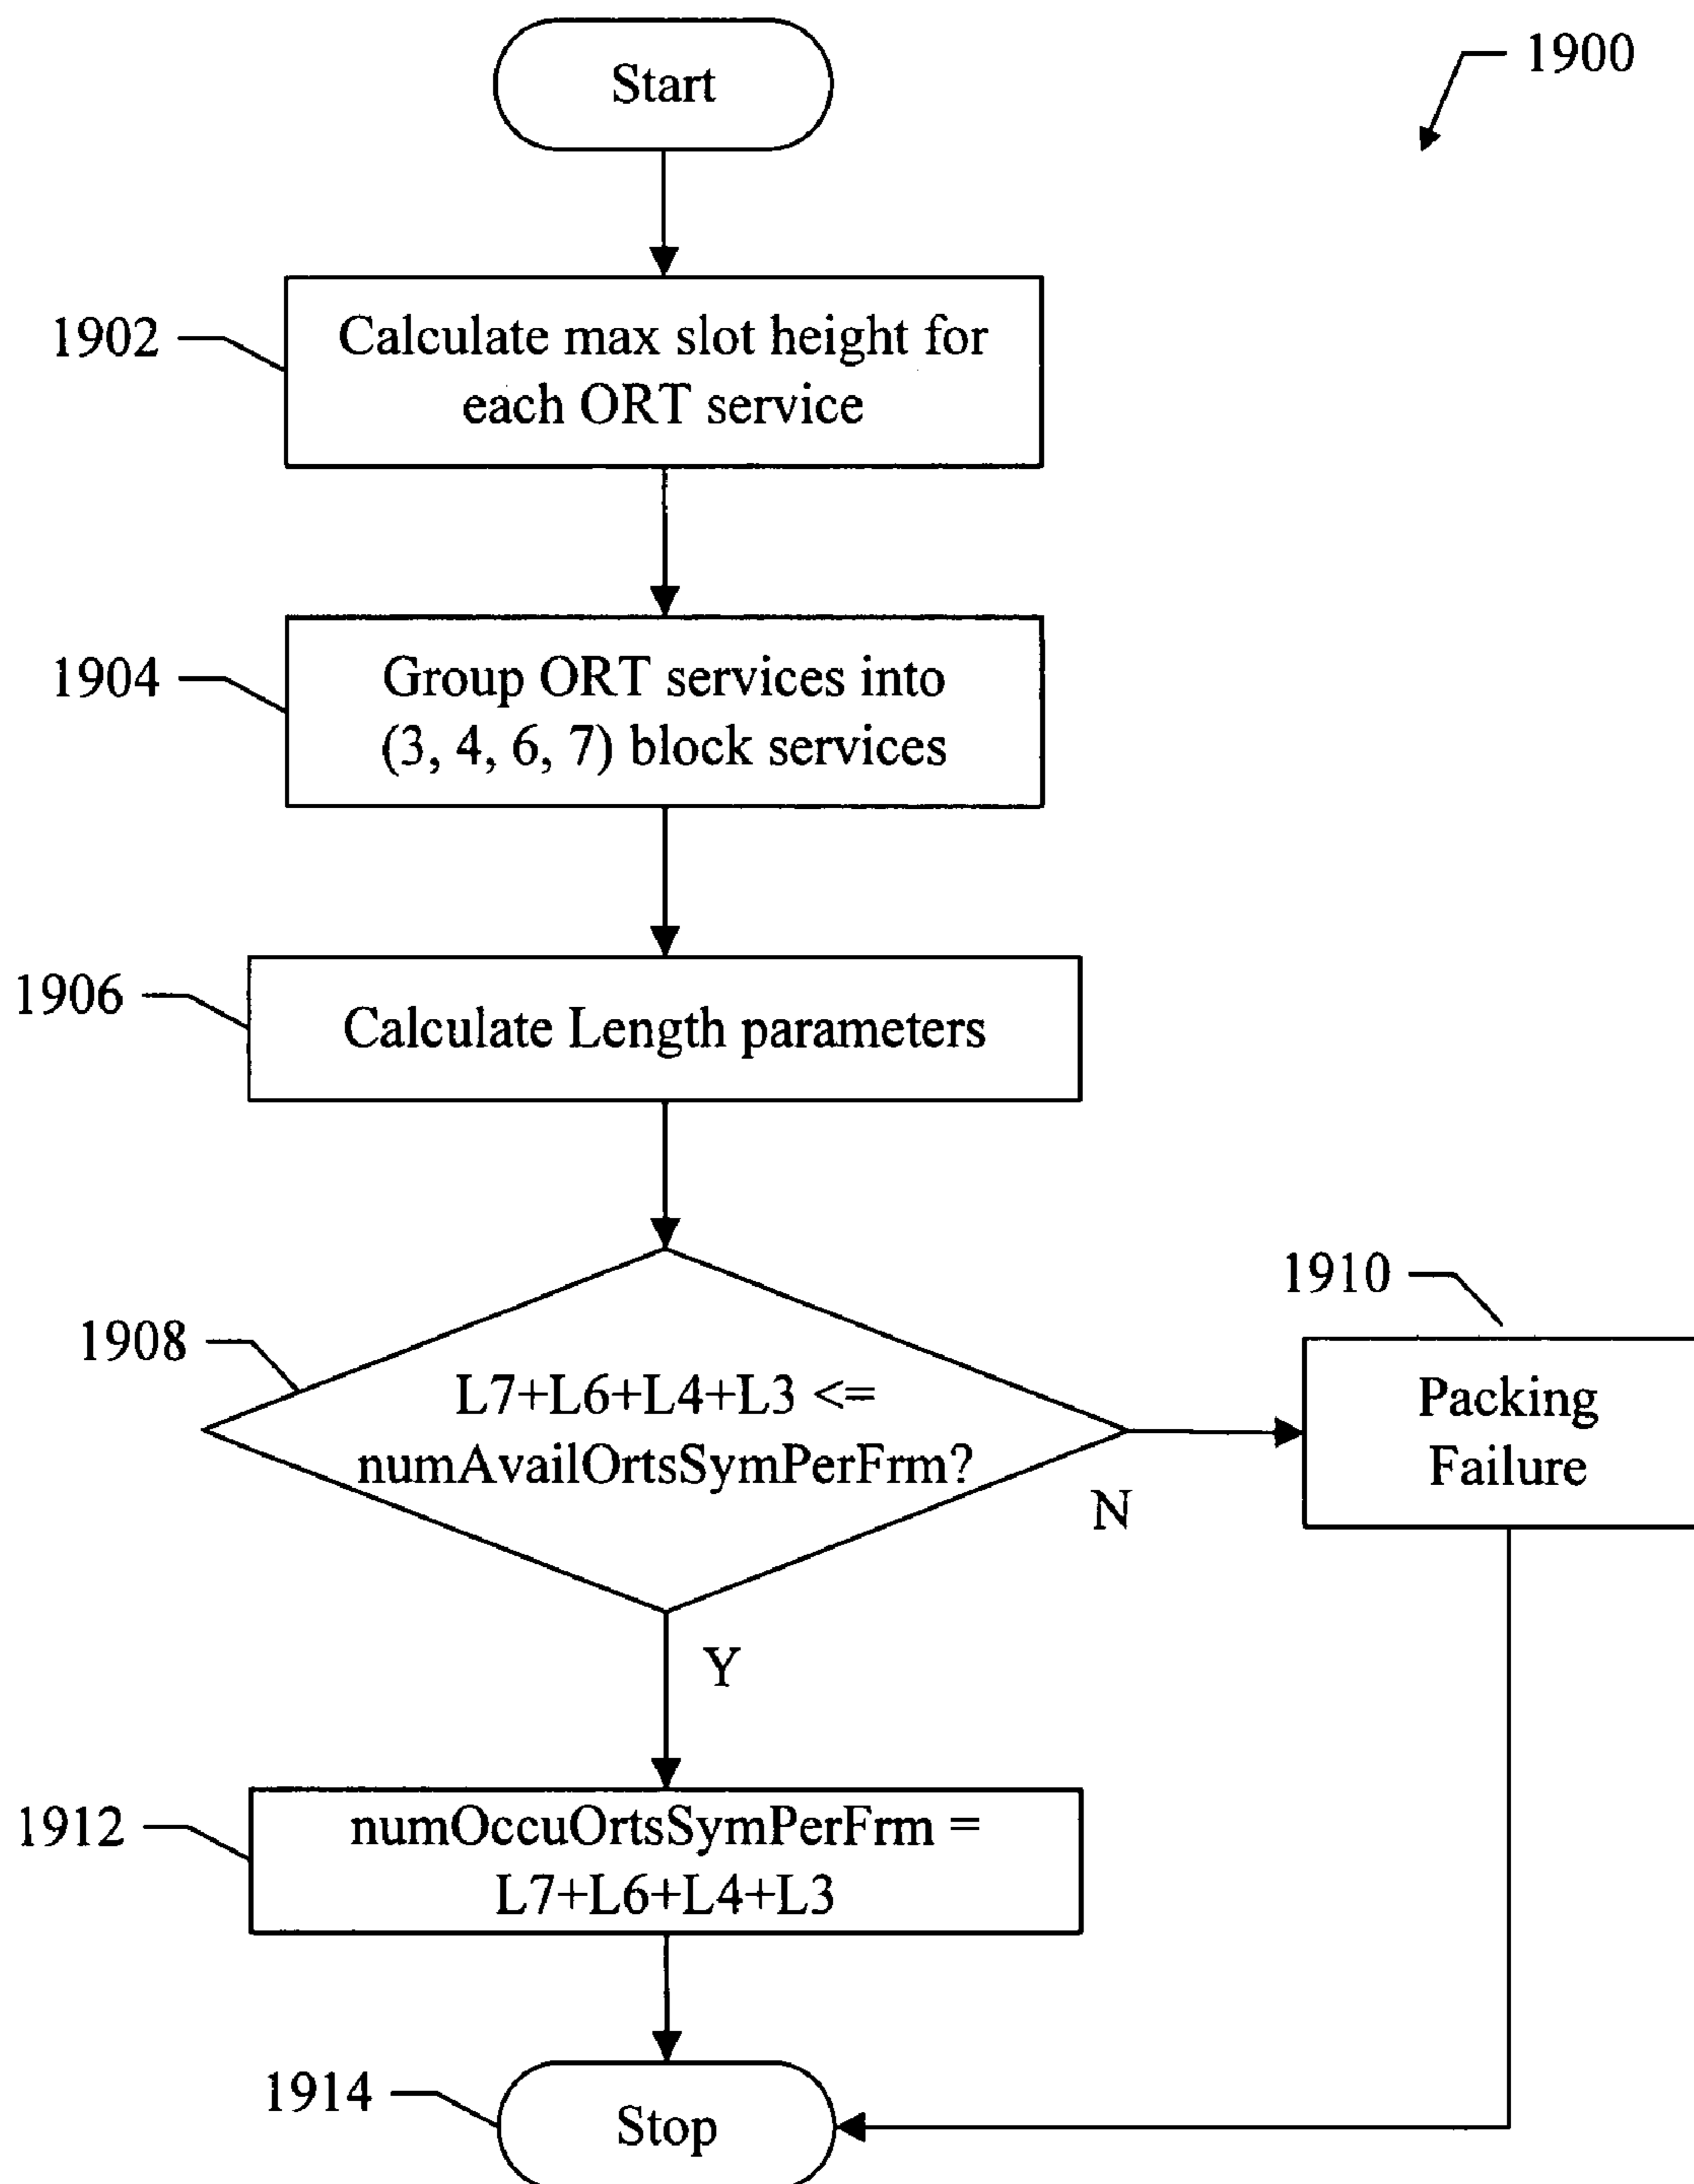 Start
1900
1902
Calculate max slot height for
each ORT service
1904
Group ORT services into
(3, 4, 6, 7) block services
1906
Calculate Length parameters
1908
L7+L6+L4+L3 <=
numAvailOrtsSymPerFrm?
N
1910
Packing
Failure
Y
1912
numOccuOrtsSymPerFrm =
L7+L6+L4+L3
1914
Stop